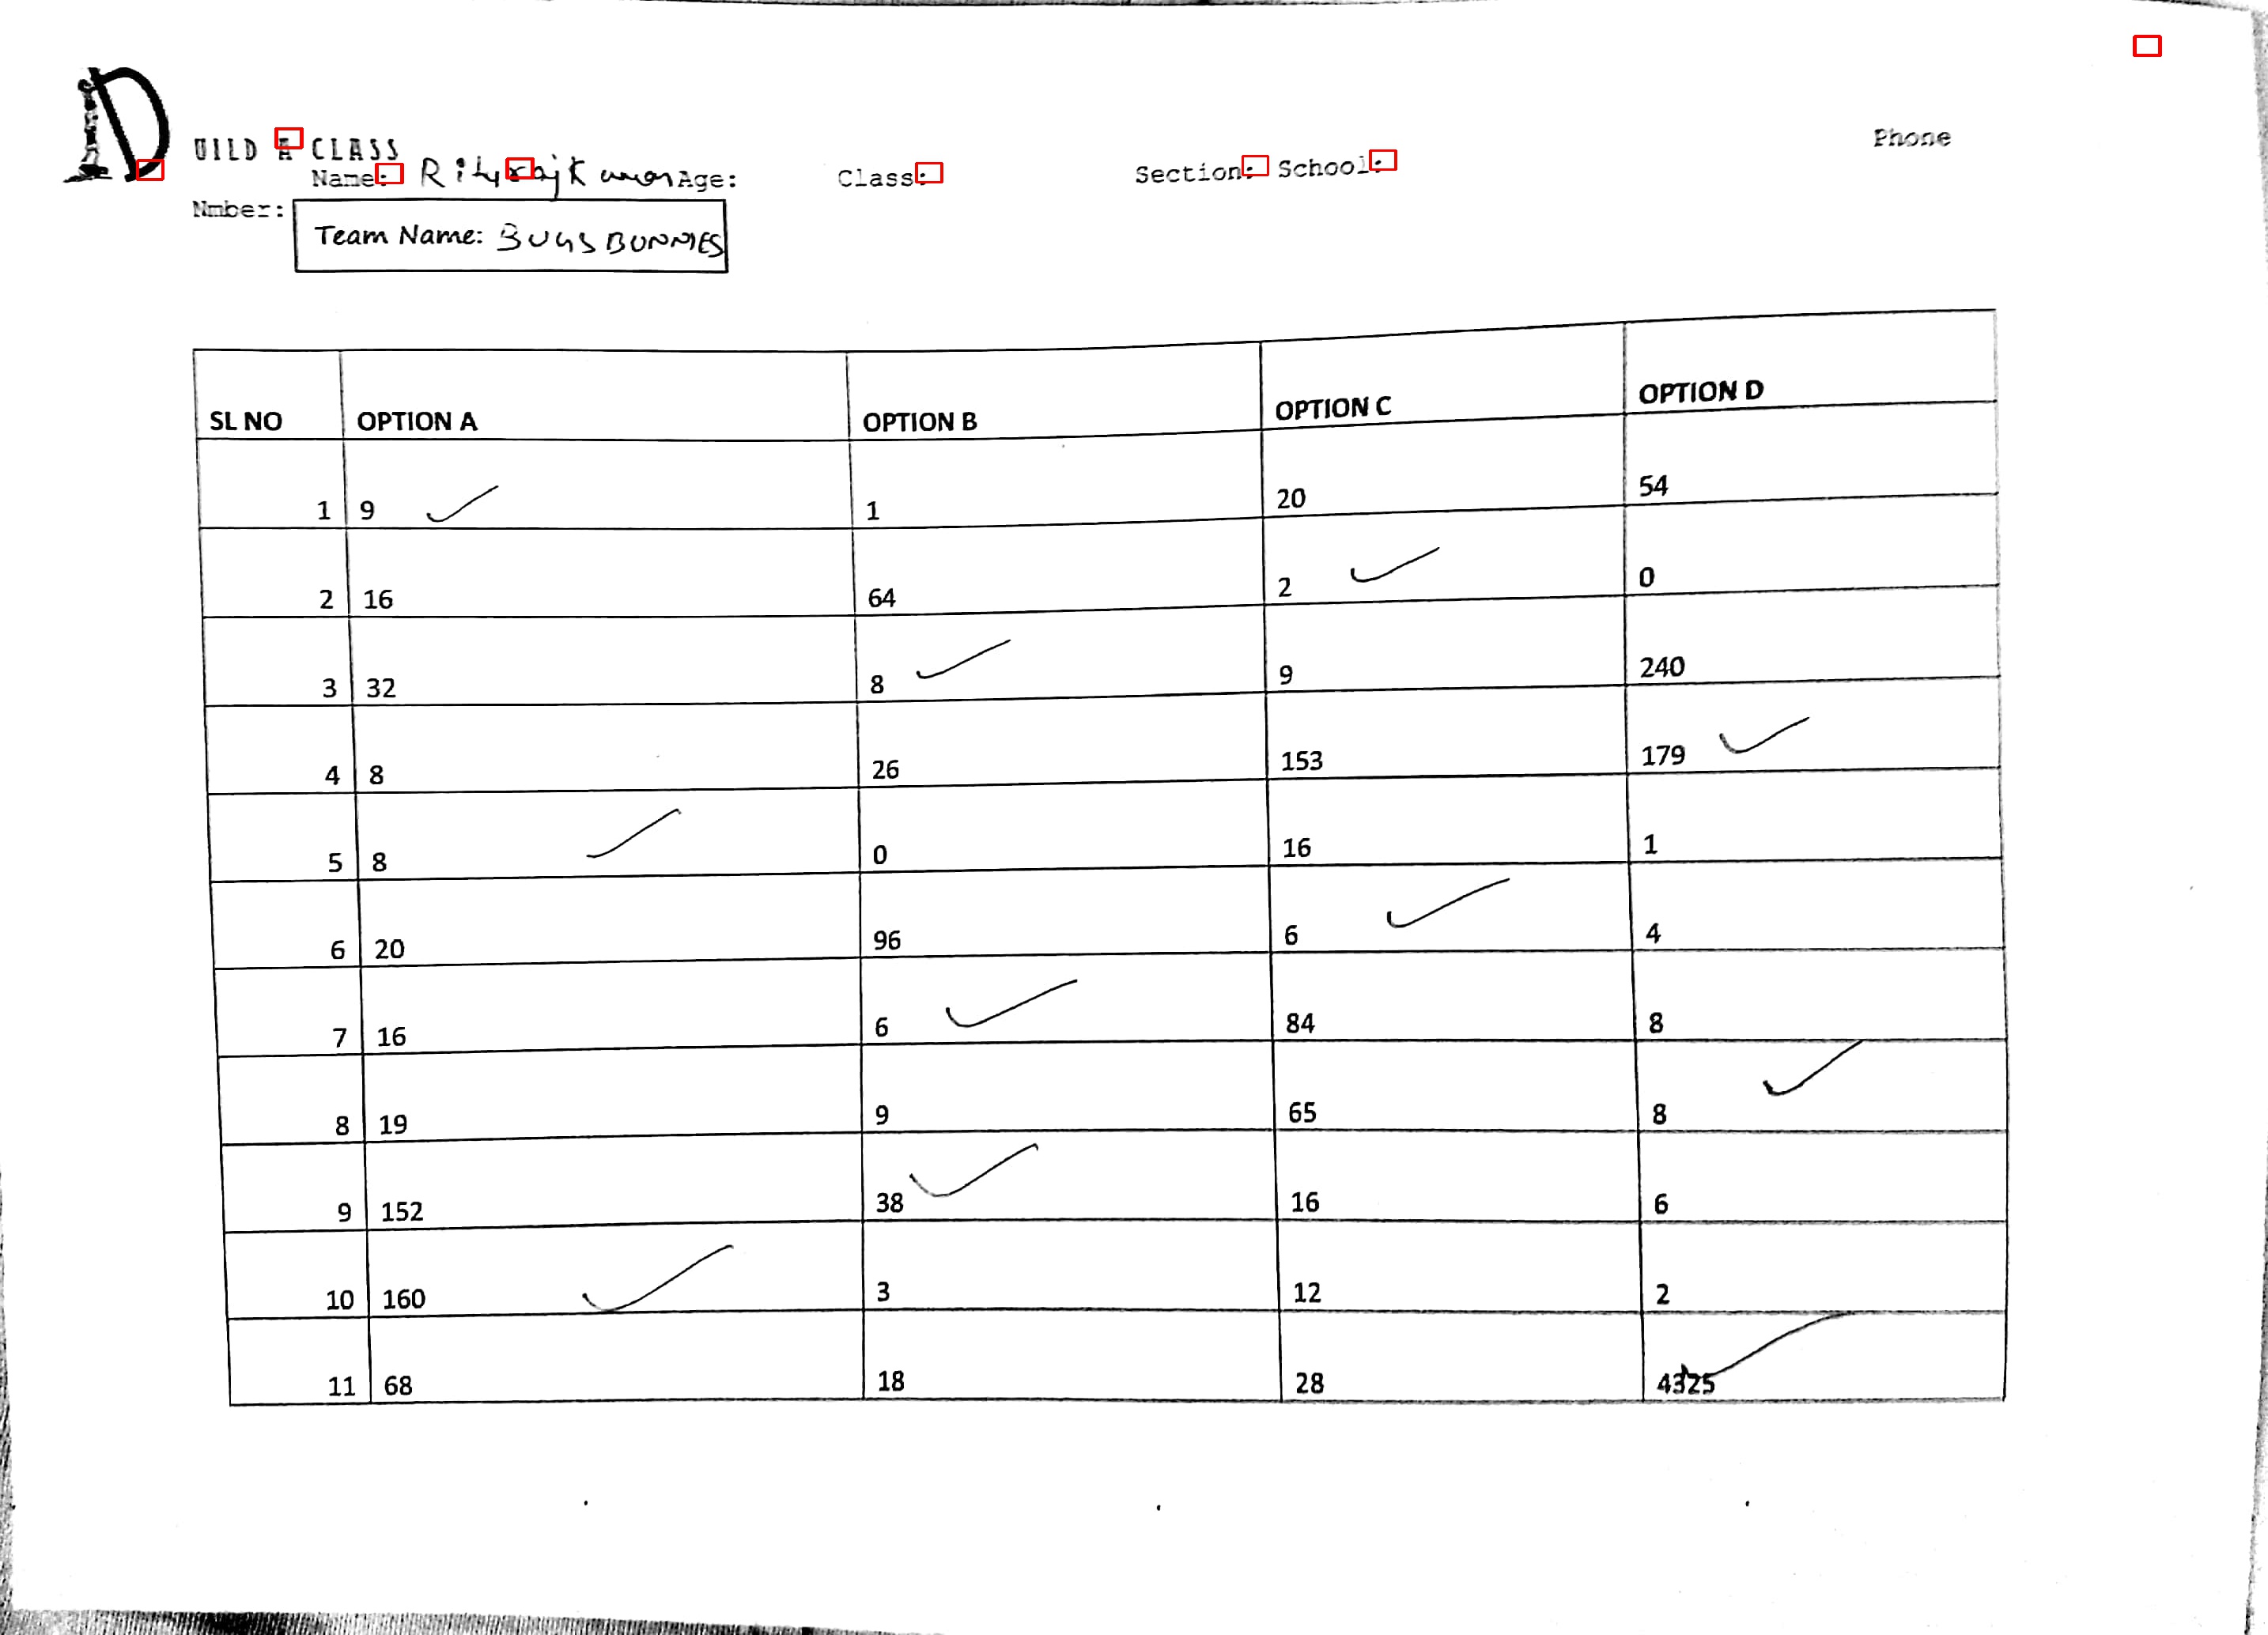 UILD A CLASS
Name: Rituraj Kumar Age: Class: Section: School: Phone
Nmber:
Team Name: BUGS BUNNIES
SL NO OPTION A OPTION B OPTION C OPTION D
1 9 ✓ 1 20 54
2 16 64 2 ✓ 0
3 32 8 ✓ 9 240
4 8 26 153 179 ✓
5 8 ✓ 0 16 1
6 20 96 6 ✓ 4
7 16 6 ✓ 84 8
8 19 9 65 8 ✓
9 152 38 ✓ 16 6
10 160 ✓ 3 12 2
11 68 18 28 4325 ✓